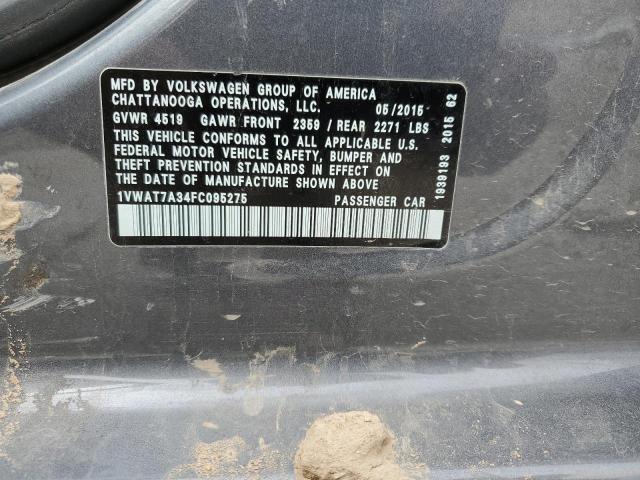 MFD BY VOLKSWAGEN GROUP OF AMERICA
CHATTANOOGA OPERATIONS, LLC. 05/2015
GVWR 4519 GAWR FRONT 2359 / REAR 2271 LBS
THIS VEHICLE CONFORMS TO ALL APPLICABLE U.S.
FEDERAL MOTOR VEHICLE SAFETY, BUMPER AND
THEFT PREVENTION STANDARDS IN EFFECT ON
THE DATE OF MANUFACTURE SHOWN ABOVE
1VWAT7A34FC095275 PASSENGER CAR
1939193 2015 62